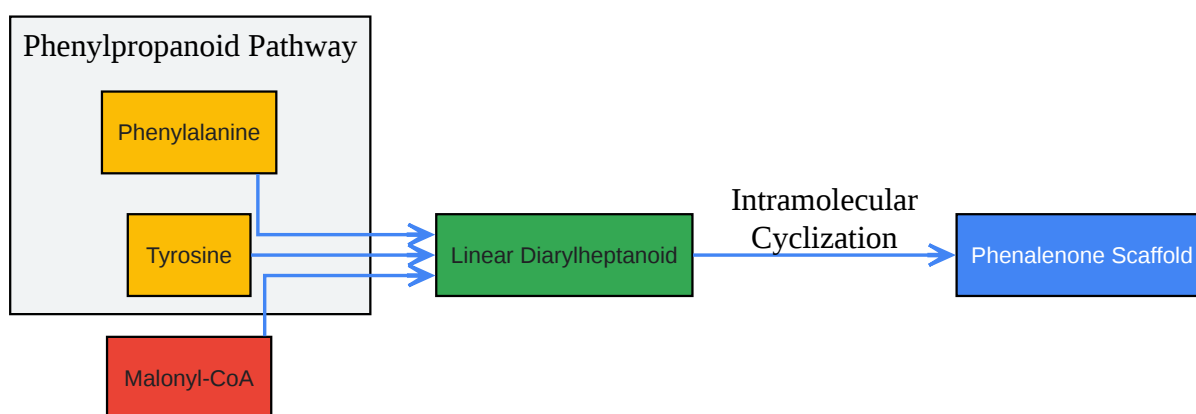 Phenylpropanoid Pathway
Phenylalanine
Tyrosine
Malonyl-CoA
Linear Diarylheptanoid
Intramolecular
Cyclization
Phenalenone Scaffold